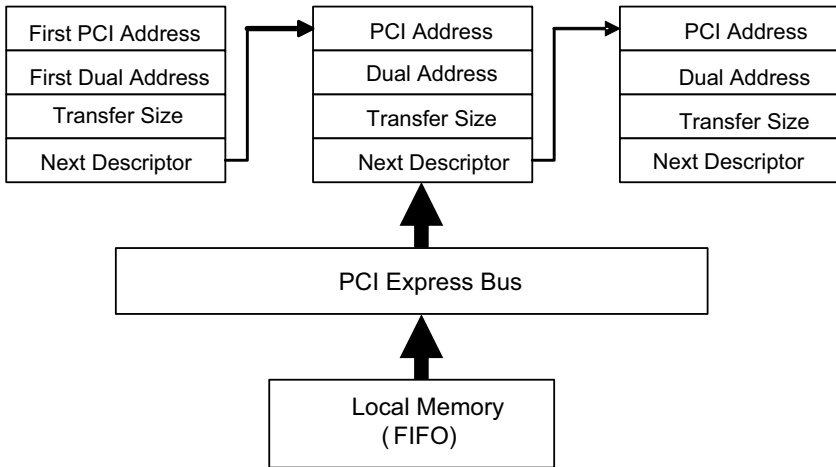 First PCI Address
First Dual Address
Transfer Size
Next Descriptor
PCI Address
Dual Address
Transfer Size
Next Descriptor
PCI Address
Dual Address
Transfer Size
Next Descriptor
PCI Express Bus
Local Memory
( FIFO)